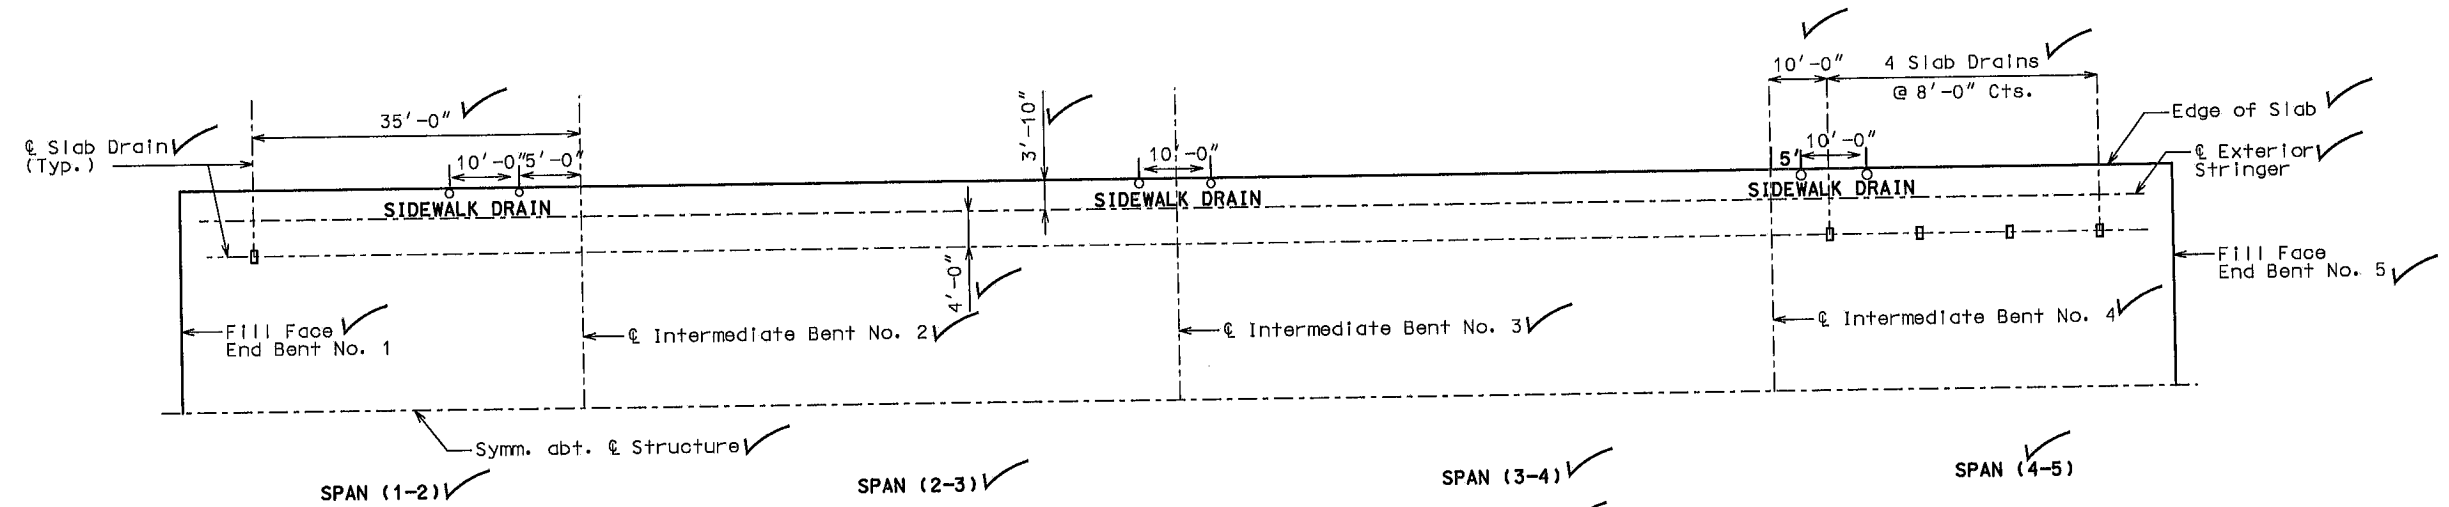 10'-0"
4 Slab Drains
@ 8'-0" Cts.
35'-0"
3'-10"
Edge of Slab
℄ Slab Drain
(Typ.)
10'-0"
5'-0"
10'-0"
5'
10'-0"
℄ Exterior
Stringer
SIDEWALK DRAIN
SIDEWALK DRAIN
SIDEWALK DRAIN
4'-0"
Fill Face
End Bent No. 5
Fill Face
End Bent No. 1
℄ Intermediate Bent No. 2
℄ Intermediate Bent No. 3
℄ Intermediate Bent No. 4
Symm. abt. ℄ Structure
SPAN (1-2)
SPAN (2-3)
SPAN (3-4)
SPAN (4-5)